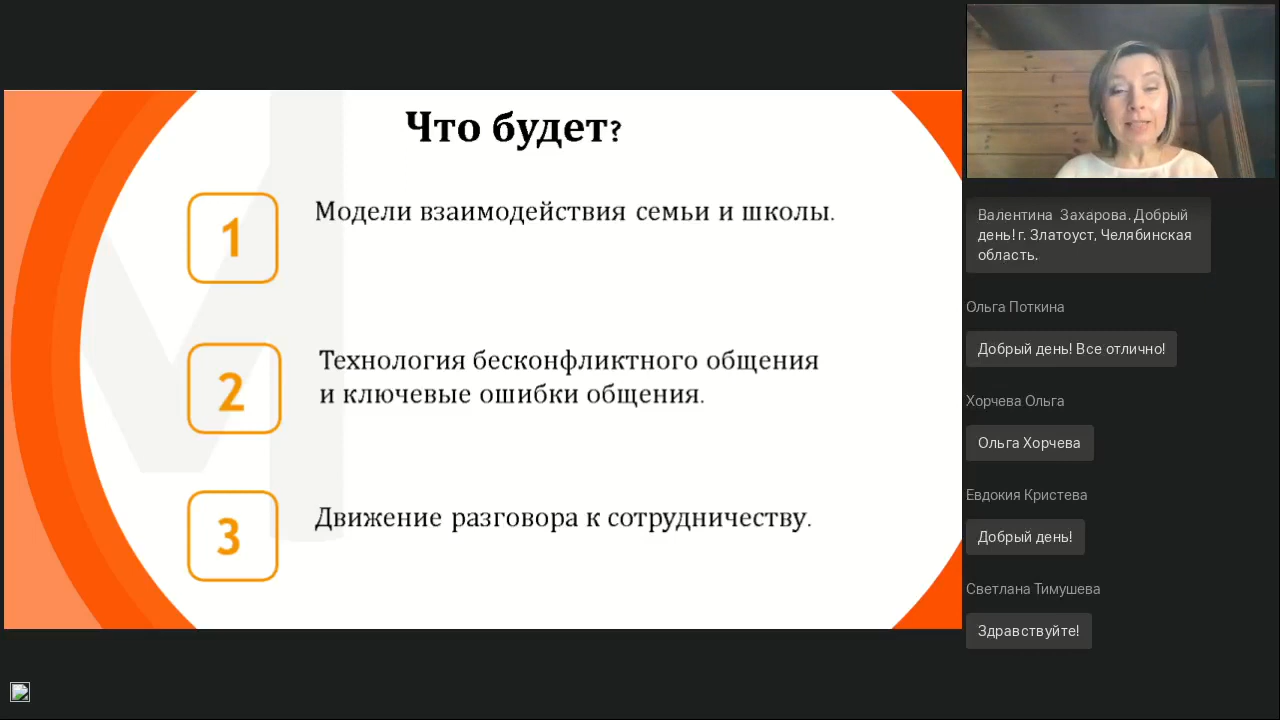 Что будет?
1
Модели взаимодействия семьи и школы.
2
Технология бесконфликтного общения
и ключевые ошибки общения.
3
Движение разговора к сотрудничеству.
Валентина Захарова. Добрый
день! г. Златоуст, Челябинская
область.
Ольга Поткина
Добрый день! Все отлично!
Хорчева Ольга
Ольга Хорчева
Евдокия Кристева
Добрый день!
Светлана Тимушева
Здравствуйте!